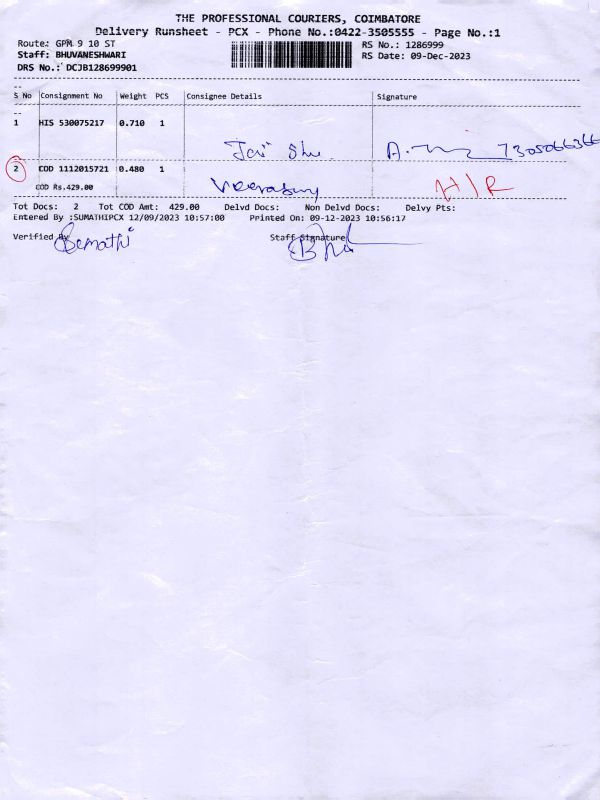 THE PROFESSIONAL COURIERS, COIMBATORE
Delivery Runsheet - PCX - Phone No.:0422-3505555 - Page No.:1
Route: GPM 9 10 ST
RS No.: 1286999
Staff: BHUVANESHWARI
RS Date: 09-Dec-2023
DRS No.: DCJB128699901
S No Consignment No Weight PCS Consignee Details Signature
1 HIS 530075217 0.710 1
Jai 7305066366
2 COD 1112015721 0.480 1
COD Rs.429.00 H/R
Tot Docs: 2 Tot COD Amt: 429.00 Delvd Docs: Non Delvd Docs: Delvy Pts:
Entered By :SUMATHIPCX 12/09/2023 10:57:00 Printed On: 09-12-2023 10:56:17
Verified By Staff Signature
Sumathi